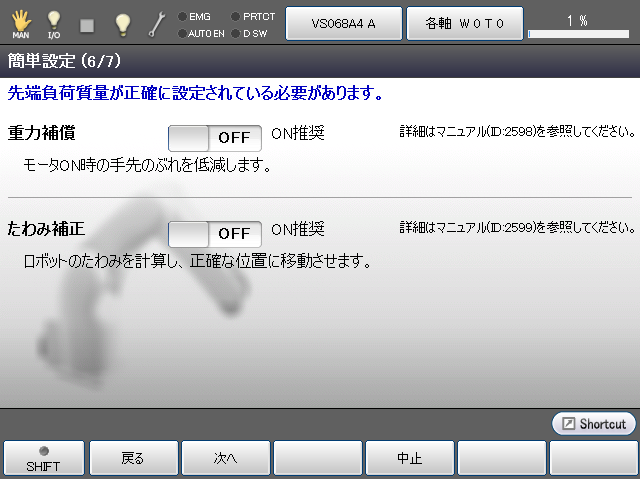 MAN
I/O
EMG
PRTCT
AUTOEN
DSW
VS068A4 A
各軸 W0T0
1 %
簡単設定 (6/7)
先端負荷質量が正確に設定されている必要があります。
重力補償
OFF
ON推奨
詳細はマニュアル(ID:2598)を参照してください。
モータON時の手先のぶれを低減します。
たわみ補正
OFF
ON推奨
詳細はマニュアル(ID:2599)を参照してください。
ロボットのたわみを計算し、正確な位置に移動させます。
Shortcut
SHIFT
戻る
次へ
中止